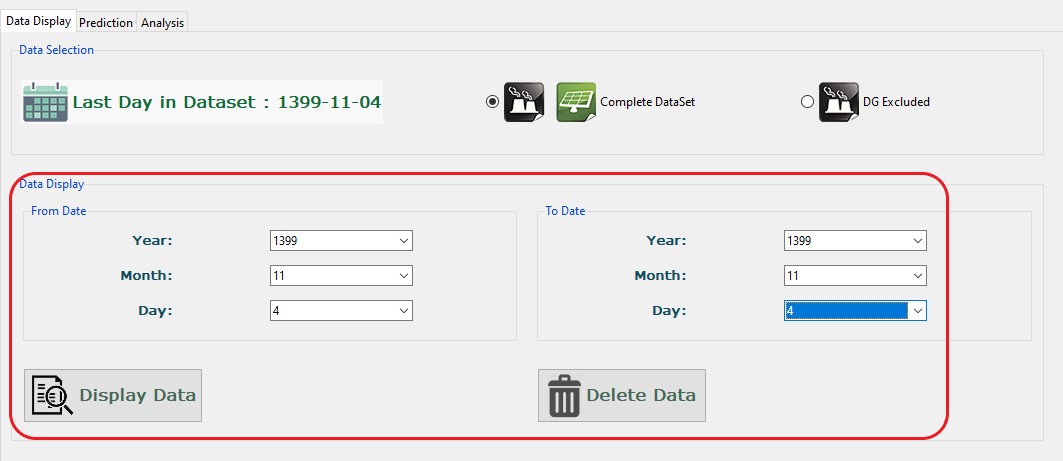 Data Display Prediction Analysis
Data Selection
Last Day in Dataset : 1399-11-04
Complete DataSet
DG Excluded
Data Display
From Date
Year: 1399
Month: 11
Day: 4
To Date
Year: 1399
Month: 11
Day: 4
Display Data
Delete Data